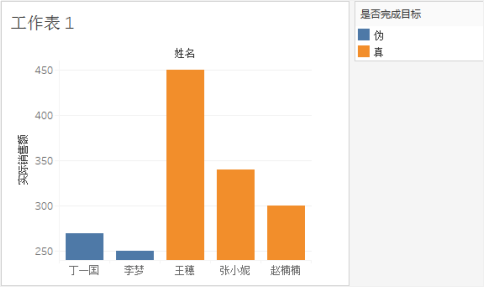 工作表 1
是否完成目标
伪
真
姓名
实际销售额
450
400
350
300
250
丁一国
李梦
王穗
张小妮
赵楠楠